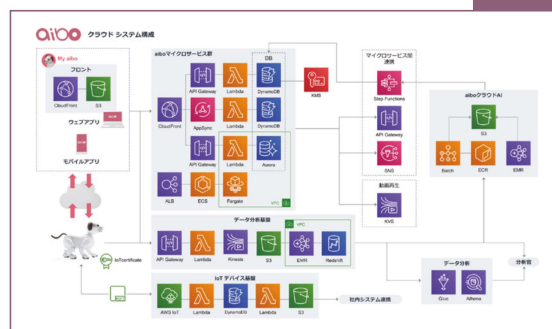 aibo クラウド システム構成
My aibo
フロント
CloudFront
S3
ウェブアプリ
モバイルアプリ
IoTcertificate
aiboマイクロサービス群
DB
API Gateway
Lambda
DynamoDB
CloudFront
AppSync
Lambda
DynamoDB
API Gateway
Lambda
Aurora
ALB
ECS
Fargate
VPC
KMS
マイクロサービス間
連携
Step Functions
API Gateway
SNS
動画再生
KVS
aiboクラウドAI
S3
Batch
ECR
EMR
データ分析基盤
VPC
API Gateway
Lambda
Kinesis
S3
EMR
Redshift
IoT デバイス基盤
AWS IoT
Lambda
DynamoDB
Lambda
S3
社内システム連携
データ分析
Glue
Athena
分析官